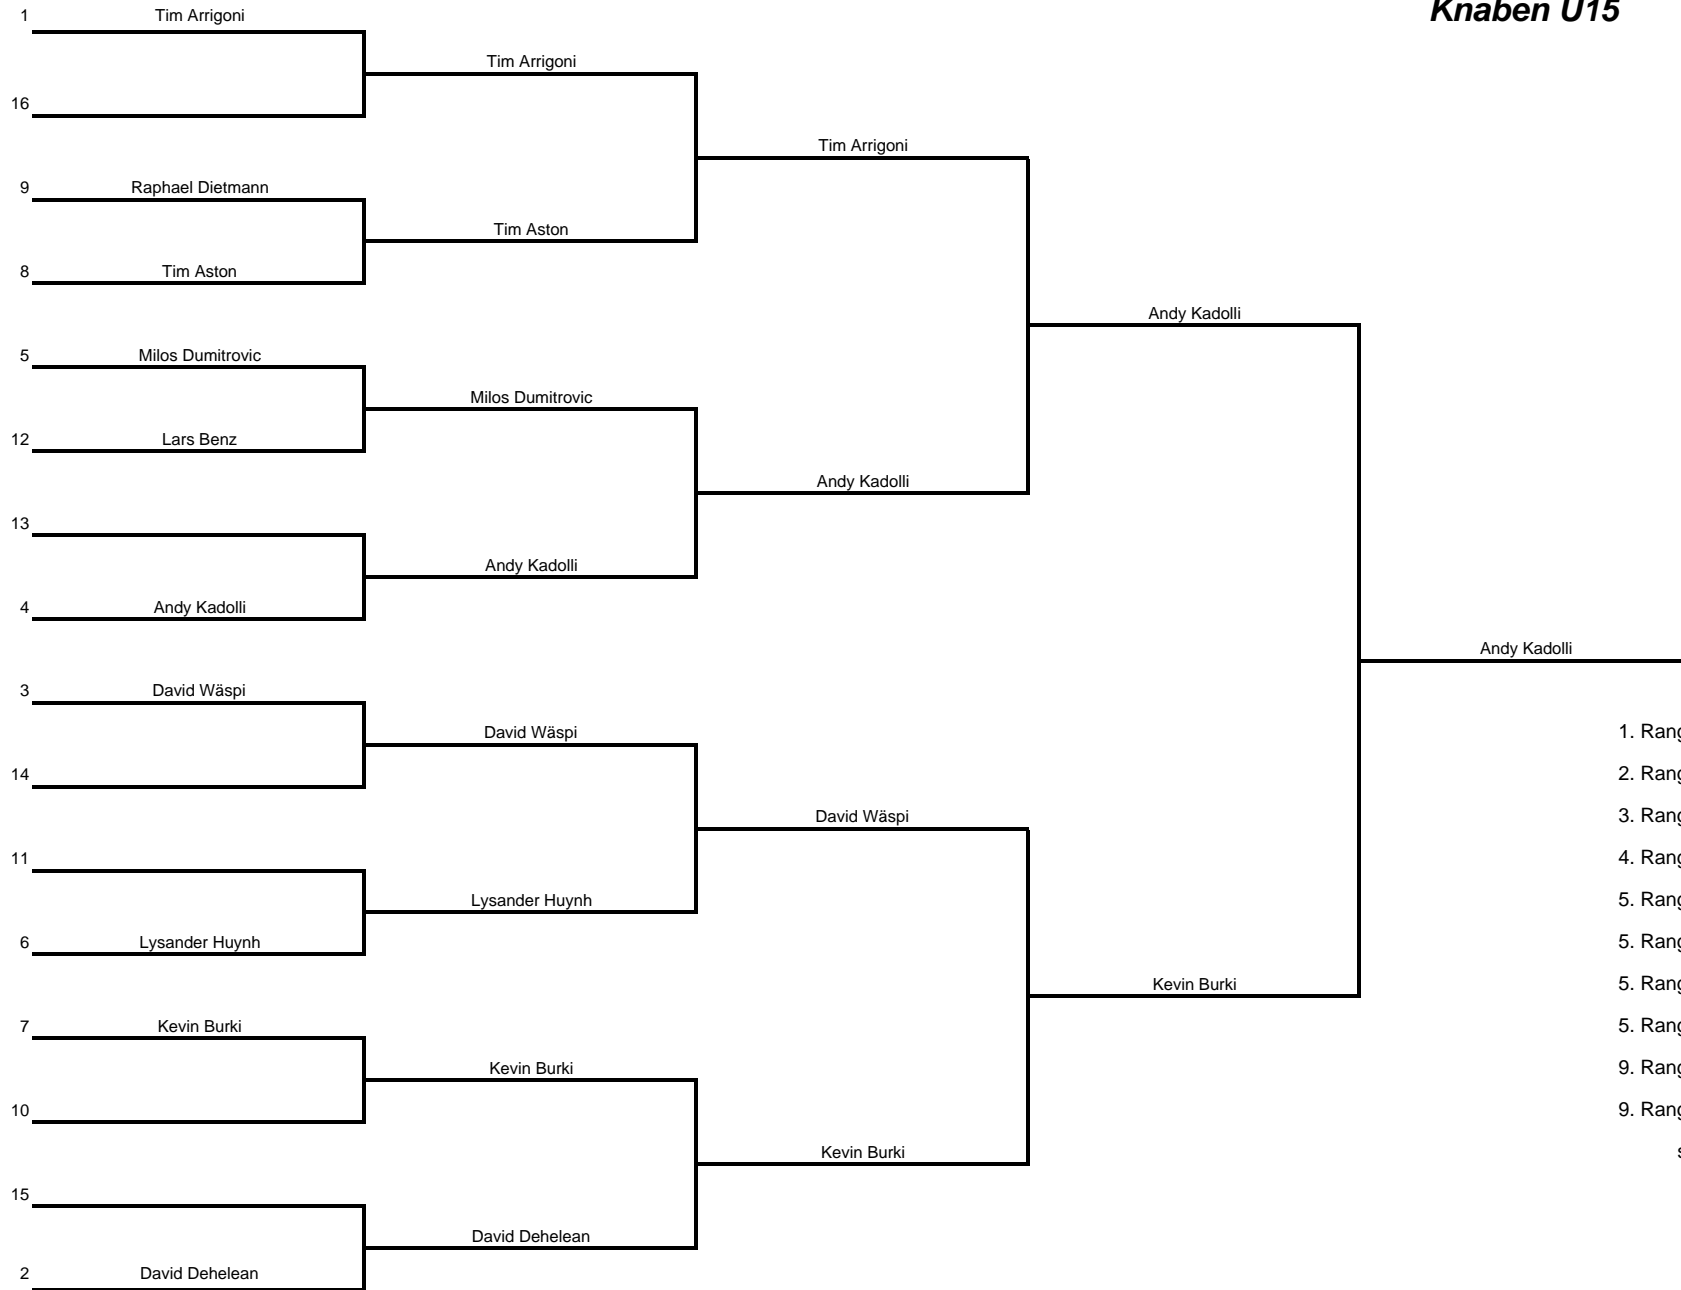 Knaben U15
1 Tim Arrigoni
Tim Arrigoni
16
Tim Arrigoni
9 Raphael Dietmann
Tim Aston
8 Tim Aston
Andy Kadolli
5 Milos Dumitrovic
Milos Dumitrovic
12 Lars Benz
Andy Kadolli
13
Andy Kadolli
4 Andy Kadolli
Andy Kadolli
3 David Wäspi
David Wäspi
1. Rang
14
2. Rang
David Wäspi
3. Rang
11
4. Rang
Lysander Huynh
5. Rang
6 Lysander Huynh
5. Rang
Kevin Burki
5. Rang
7 Kevin Burki
5. Rang
Kevin Burki
9. Rang
10
9. Rang
Kevin Burki
15
David Dehelean
2 David Dehelean